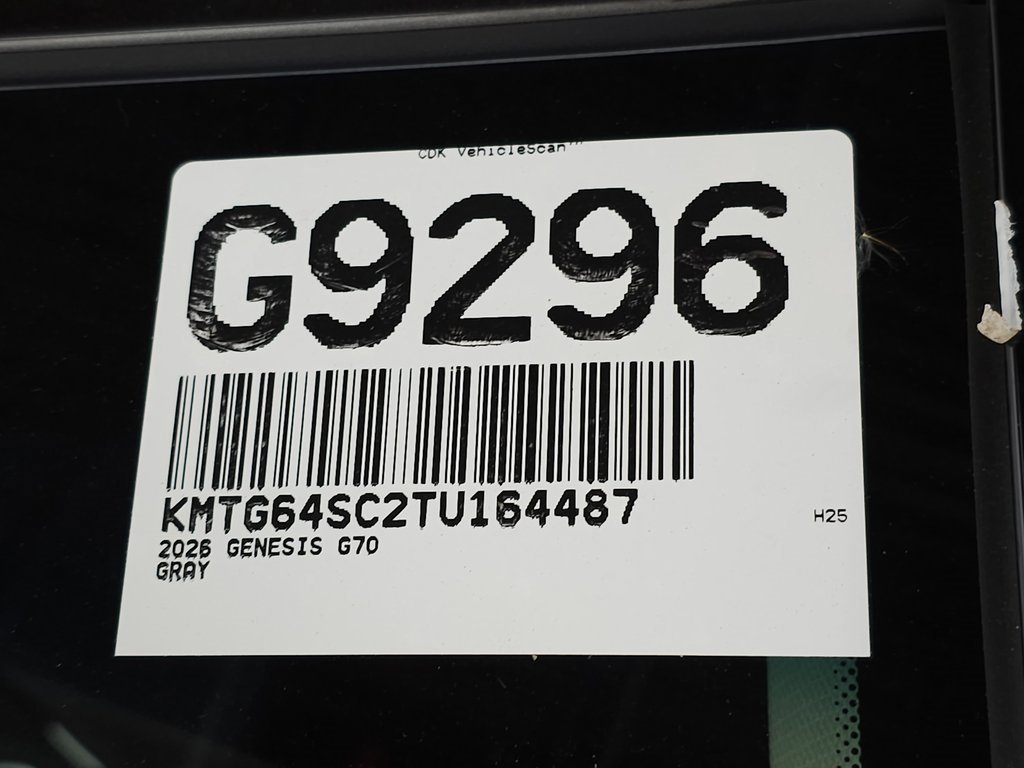 CDK VehicleScan™
G9296
KMTG64SC2TU164487
H25
2026 GENESIS G70
GRAY